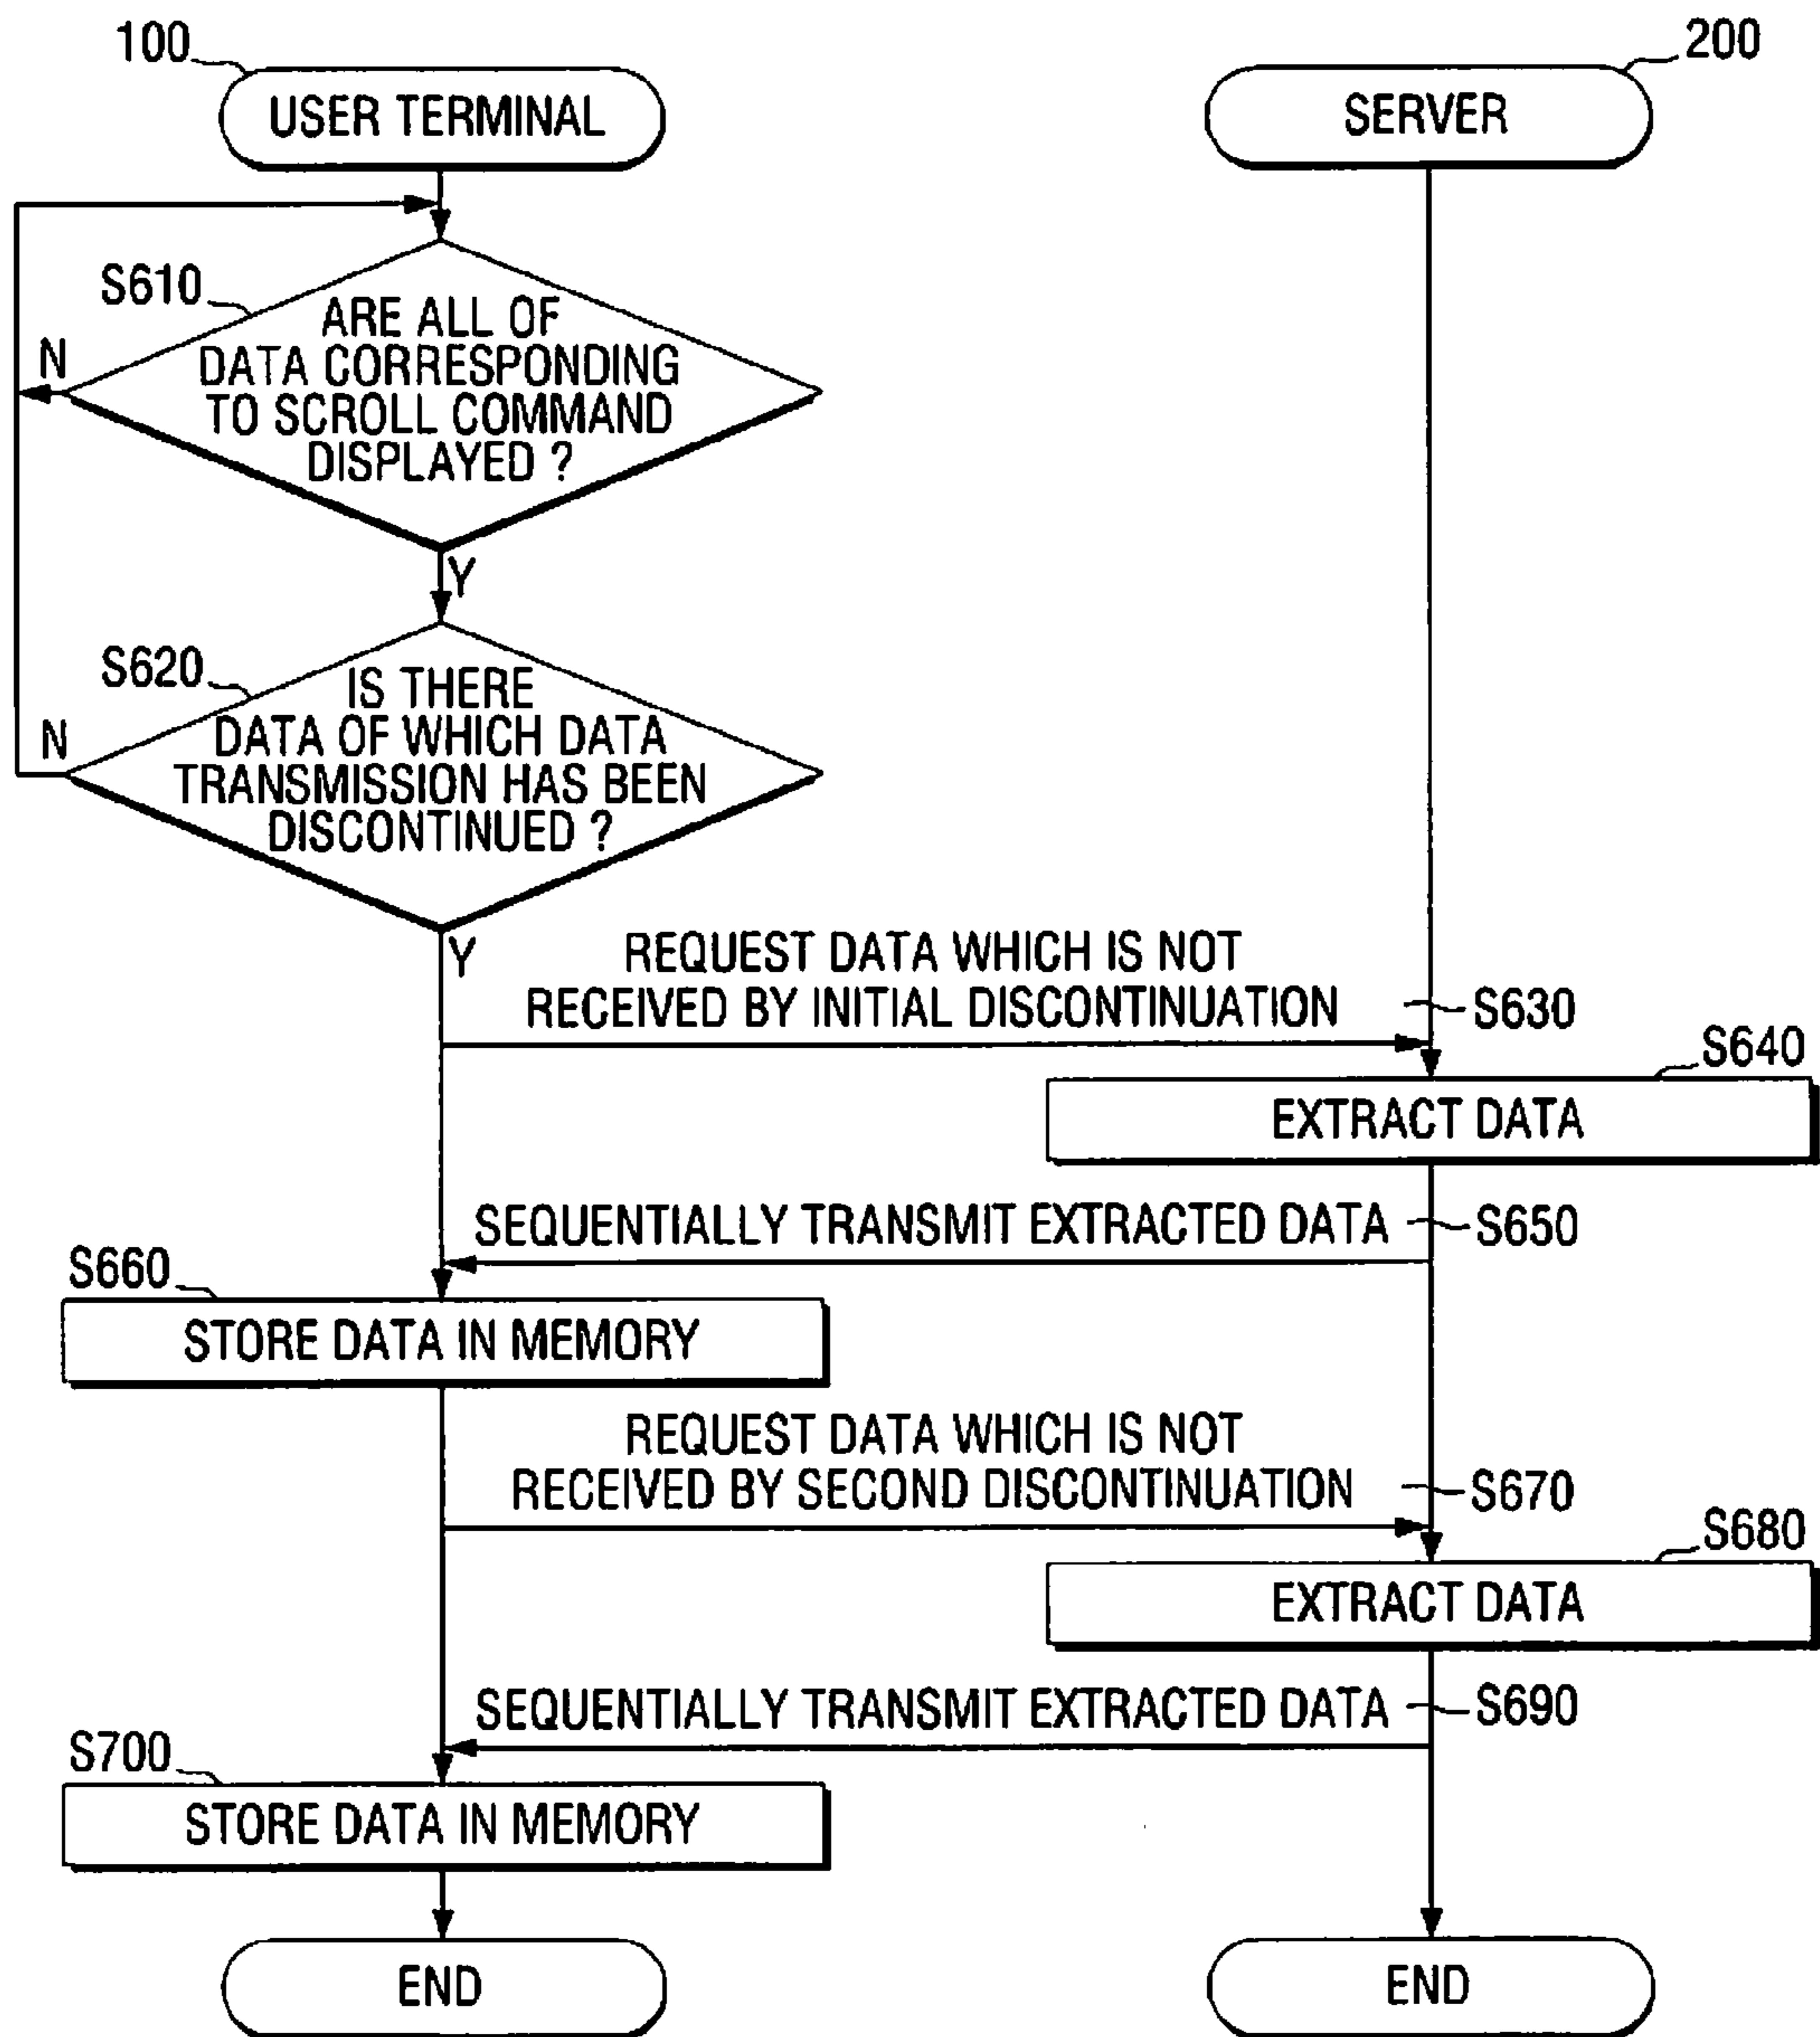 100
200
USER TERMINAL
SERVER
S610
ARE ALL OF
DATA CORRESPONDING
TO SCROLL COMMAND
DISPLAYED ?
N
Y
S620
IS THERE
DATA OF WHICH DATA
TRANSMISSION HAS BEEN
DISCONTINUED ?
N
Y
REQUEST DATA WHICH IS NOT
RECEIVED BY INITIAL DISCONTINUATION
S630
S640
EXTRACT DATA
SEQUENTIALLY TRANSMIT EXTRACTED DATA
S650
S660
STORE DATA IN MEMORY
REQUEST DATA WHICH IS NOT
RECEIVED BY SECOND DISCONTINUATION
S670
S680
EXTRACT DATA
SEQUENTIALLY TRANSMIT EXTRACTED DATA
S690
S700
STORE DATA IN MEMORY
END
END